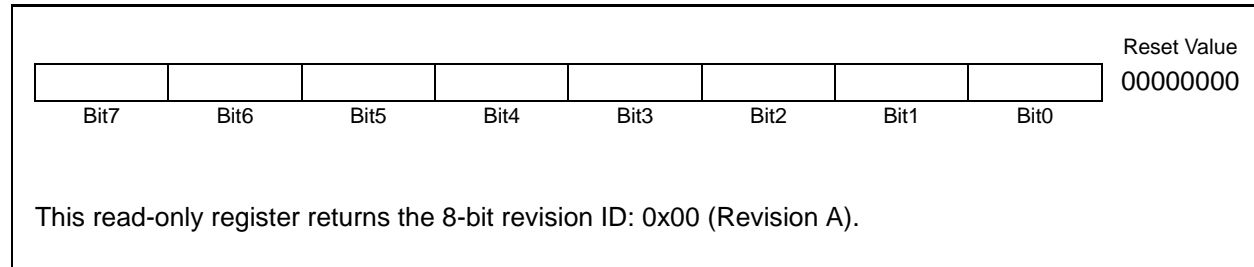 Reset Value
00000000
Bit7 Bit6 Bit5 Bit4 Bit3 Bit2 Bit1 Bit0
This read-only register returns the 8-bit revision ID: 0x00 (Revision A).